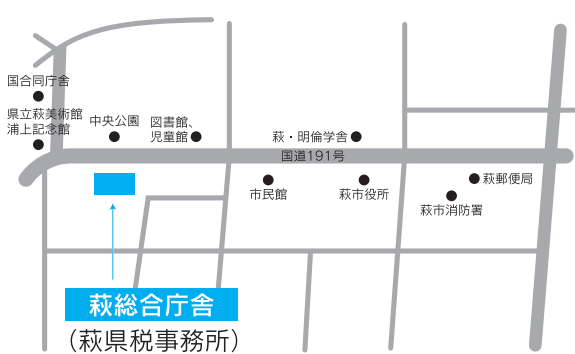 国合同庁舎
県立萩美術館
浦上記念館
中央公園
図書館、
児童館
萩・明倫学舎
国道191号
市民館
萩市役所
萩郵便局
萩市消防署
萩総合庁舎
（萩県税事務所）